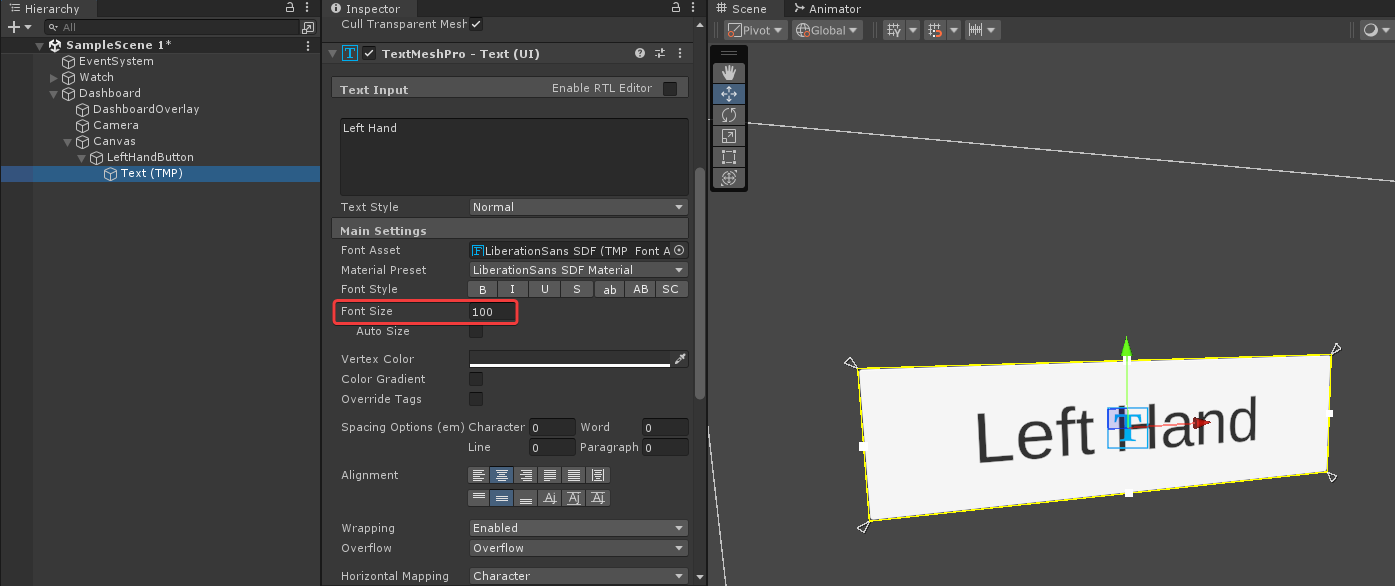 Hierarchy
All
SampleScene 1*
EventSystem
Watch
Dashboard
DashboardOverlay
Camera
Canvas
LeftHandButton
Text (TMP)
Inspector
Cull Transparent Mesh
TextMeshPro - Text (UI)
Text Input
Enable RTL Editor
Left Hand
Text Style
Normal
Main Settings
Font Asset
LiberationSans SDF (TMP Font A
Material Preset
LiberationSans SDF Material
Font Style
B I U S ab AB SC
Font Size
100
Auto Size
Vertex Color
Color Gradient
Override Tags
Spacing Options (em)
Character 0 Word 0
Line 0 Paragraph 0
Alignment
Wrapping
Enabled
Overflow
Overflow
Horizontal Mapping
Character
Scene
Animator
Pivot
Global
Left Hand